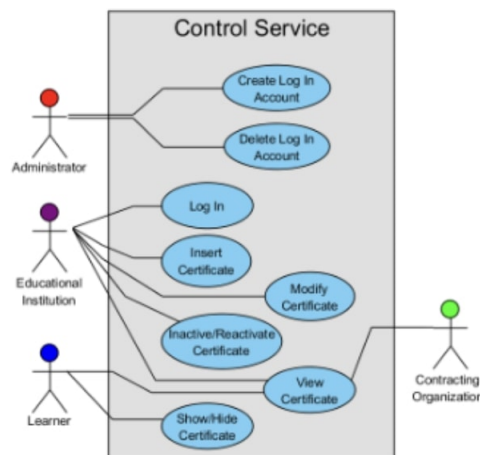 Control Service
Create Log In
Account
Delete Log In
Account
Administrator
Log In
Insert
Certificate
Educational
Institution
Modify
Certificate
Inactive/Reactivate
Certificate
View
Certificate
Contracting
Organization
Learner
Show/Hide
Certificate